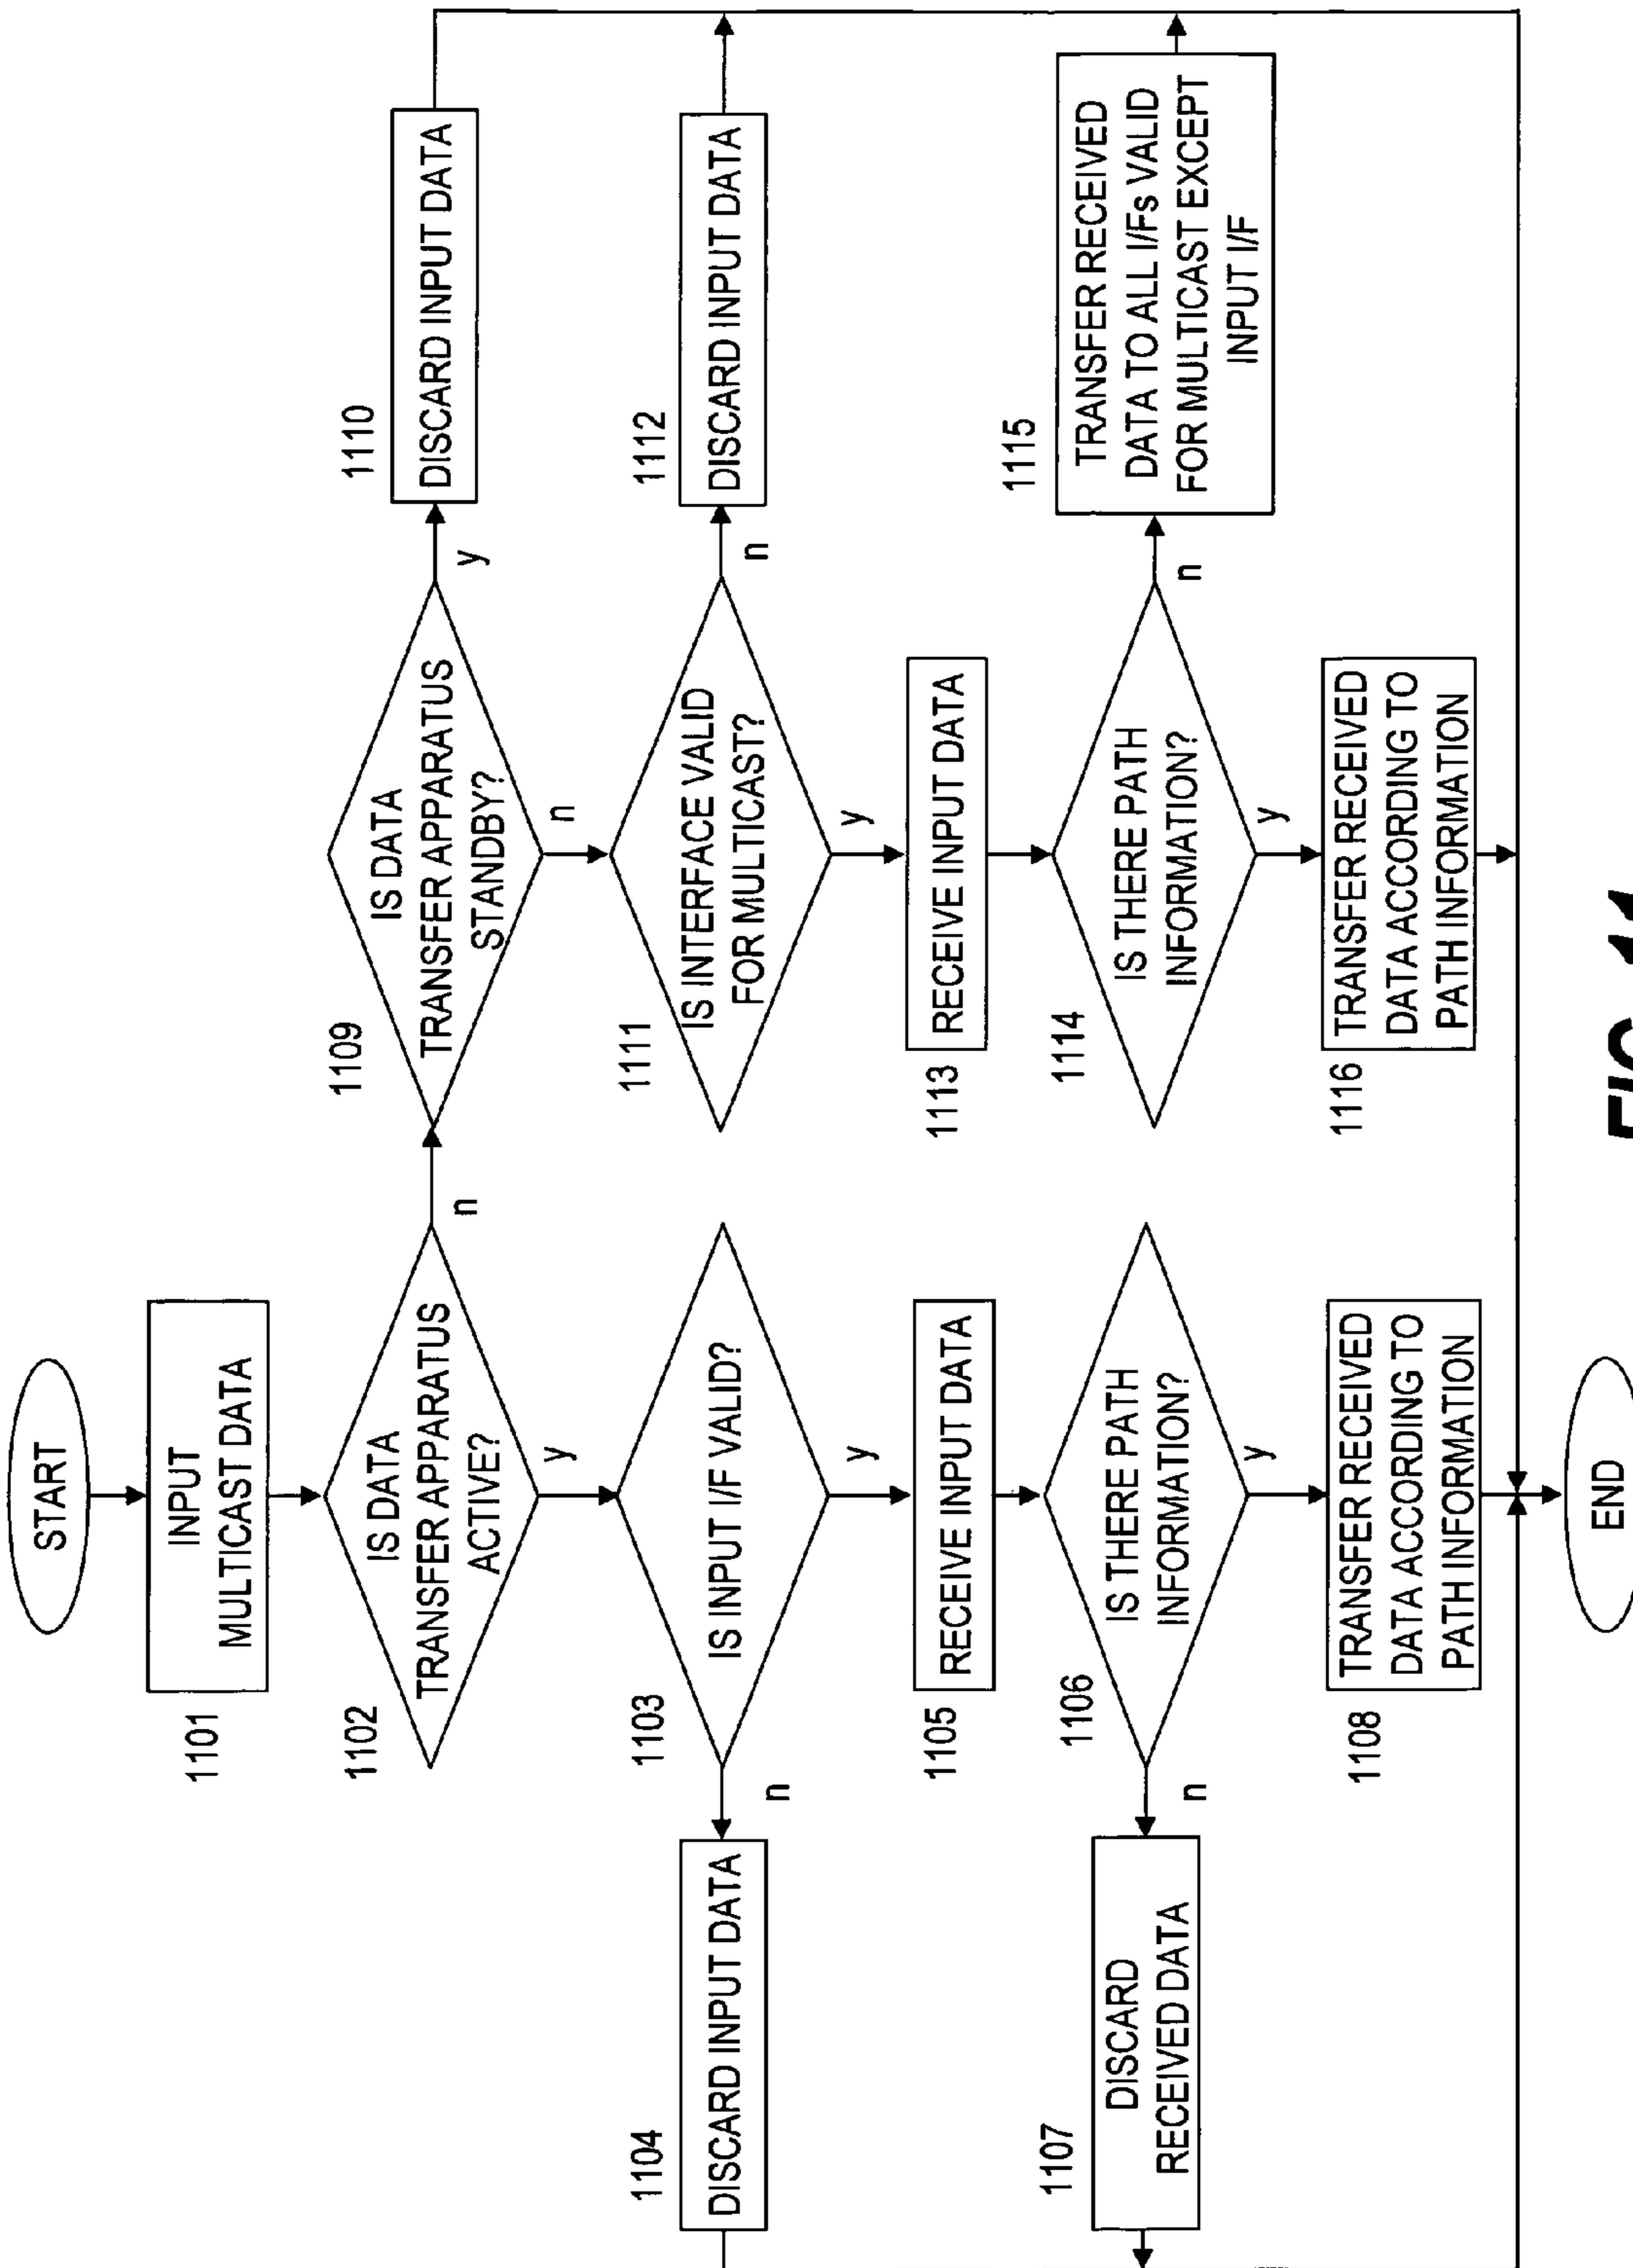 START
1101
INPUT
MULTICAST DATA
1102
IS DATA
TRANSFER APPARATUS
ACTIVE?
n
y
1103
IS INPUT I/F VALID?
n
y
1104
DISCARD INPUT DATA
1105
RECEIVE INPUT DATA
1106
IS THERE PATH
INFORMATION?
n
y
1107
DISCARD
RECEIVED DATA
1108
TRANSFER RECEIVED
DATA ACCORDING TO
PATH INFORMATION
1109
IS DATA
TRANSFER APPARATUS
STANDBY?
y
n
1110
DISCARD INPUT DATA
1111
IS INTERFACE VALID
FOR MULTICAST?
n
y
1112
DISCARD INPUT DATA
1113
RECEIVE INPUT DATA
1114
IS THERE PATH
INFORMATION?
n
y
1115
TRANSFER RECEIVED
DATA TO ALL I/Fs VALID
FOR MULTICAST EXCEPT
INPUT I/F
1116
TRANSFER RECEIVED
DATA ACCORDING TO
PATH INFORMATION
END
FIG. 11